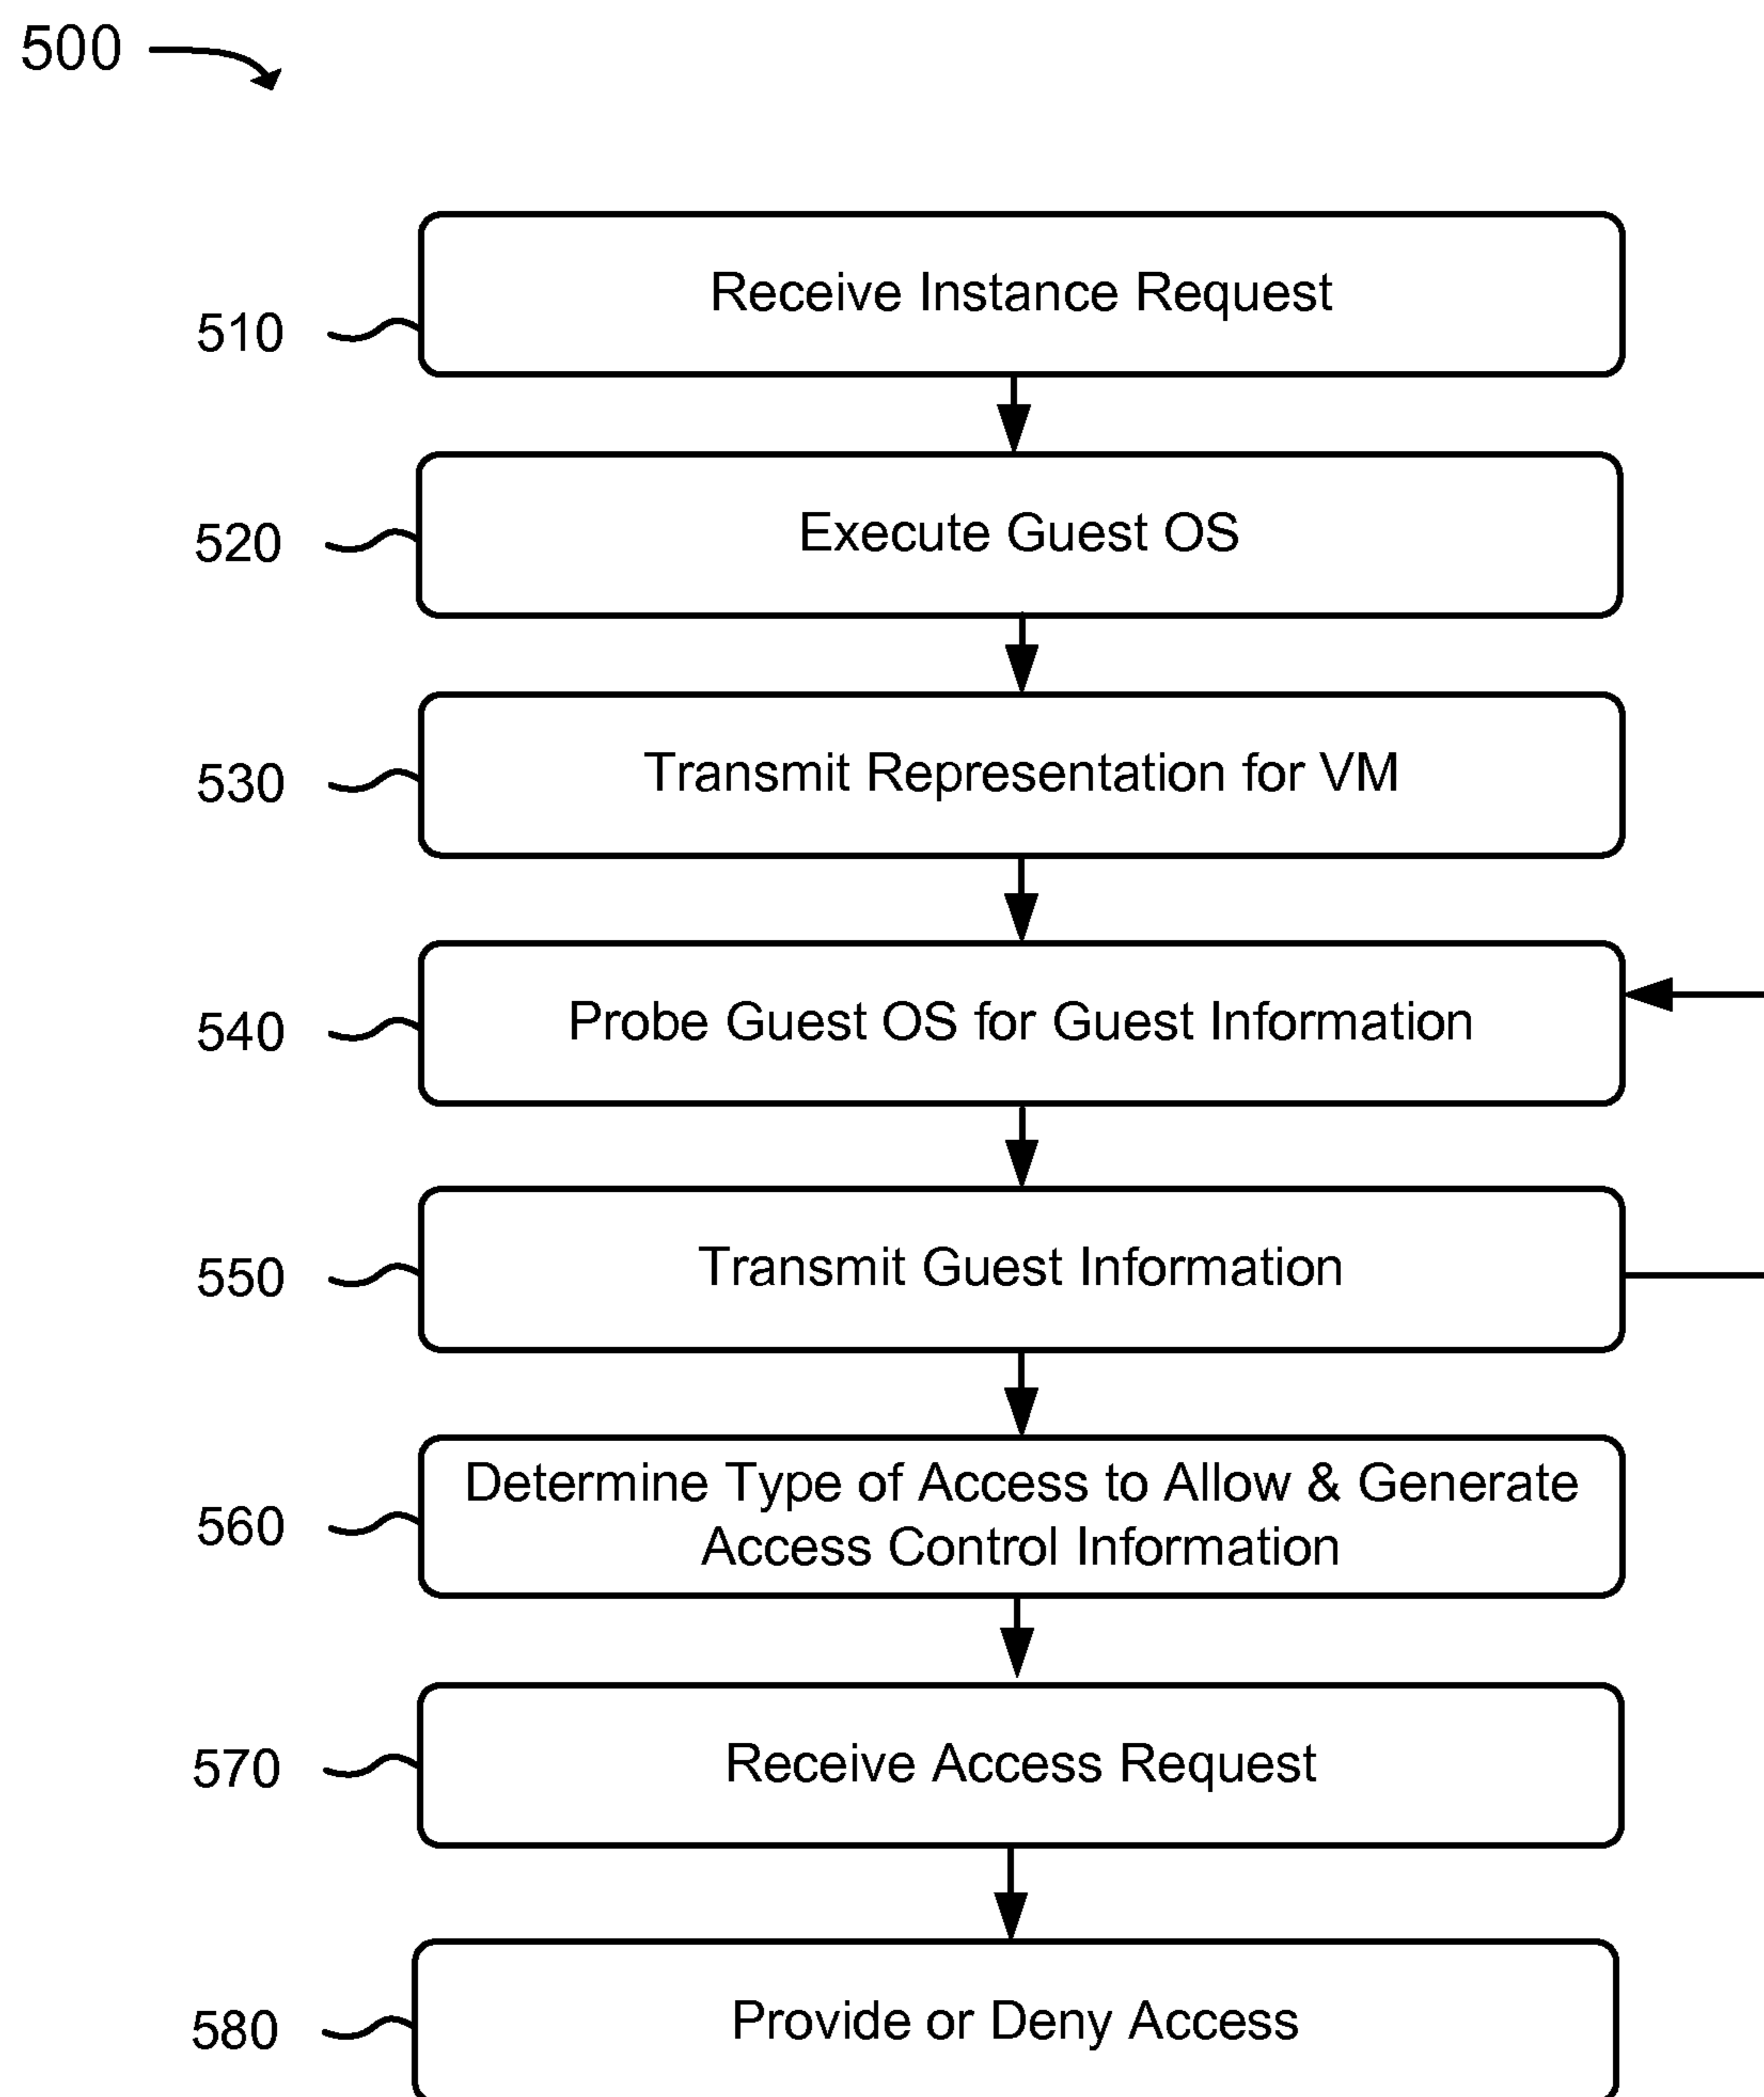 500
Receive Instance Request
510
Execute Guest OS
520
Transmit Representation for VM
530
Probe Guest OS for Guest Information
540
Transmit Guest Information
550
Determine Type of Access to Allow & Generate
Access Control Information
560
Receive Access Request
570
Provide or Deny Access
580